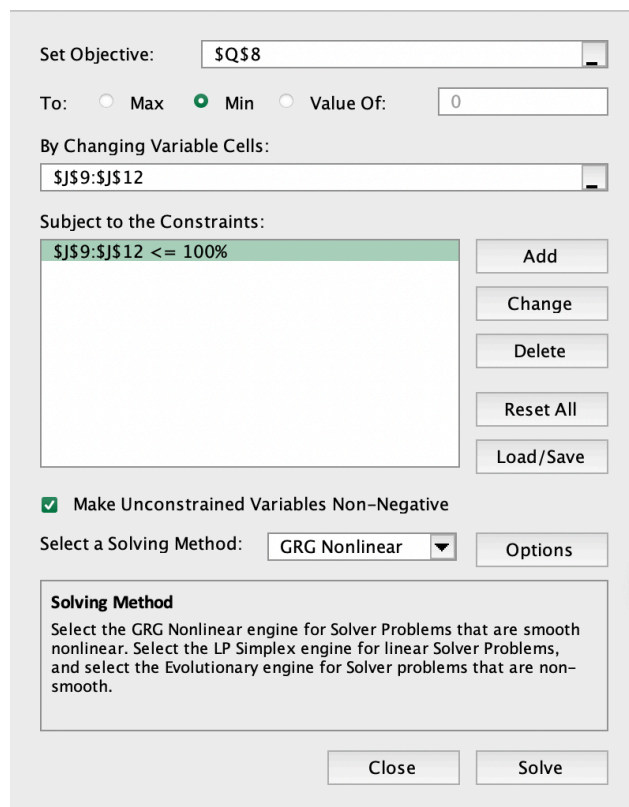 Set Objective: $Q$8
To: Max Min Value Of: 0
By Changing Variable Cells:
$J$9:$J$12
Subject to the Constraints:
$J$9:$J$12 <= 100%
Add
Change
Delete
Reset All
Load/Save
Make Unconstrained Variables Non-Negative
Select a Solving Method: GRG Nonlinear Options
Solving Method
Select the GRG Nonlinear engine for Solver Problems that are smooth
nonlinear. Select the LP Simplex engine for linear Solver Problems,
and select the Evolutionary engine for Solver problems that are non-
smooth.
Close Solve